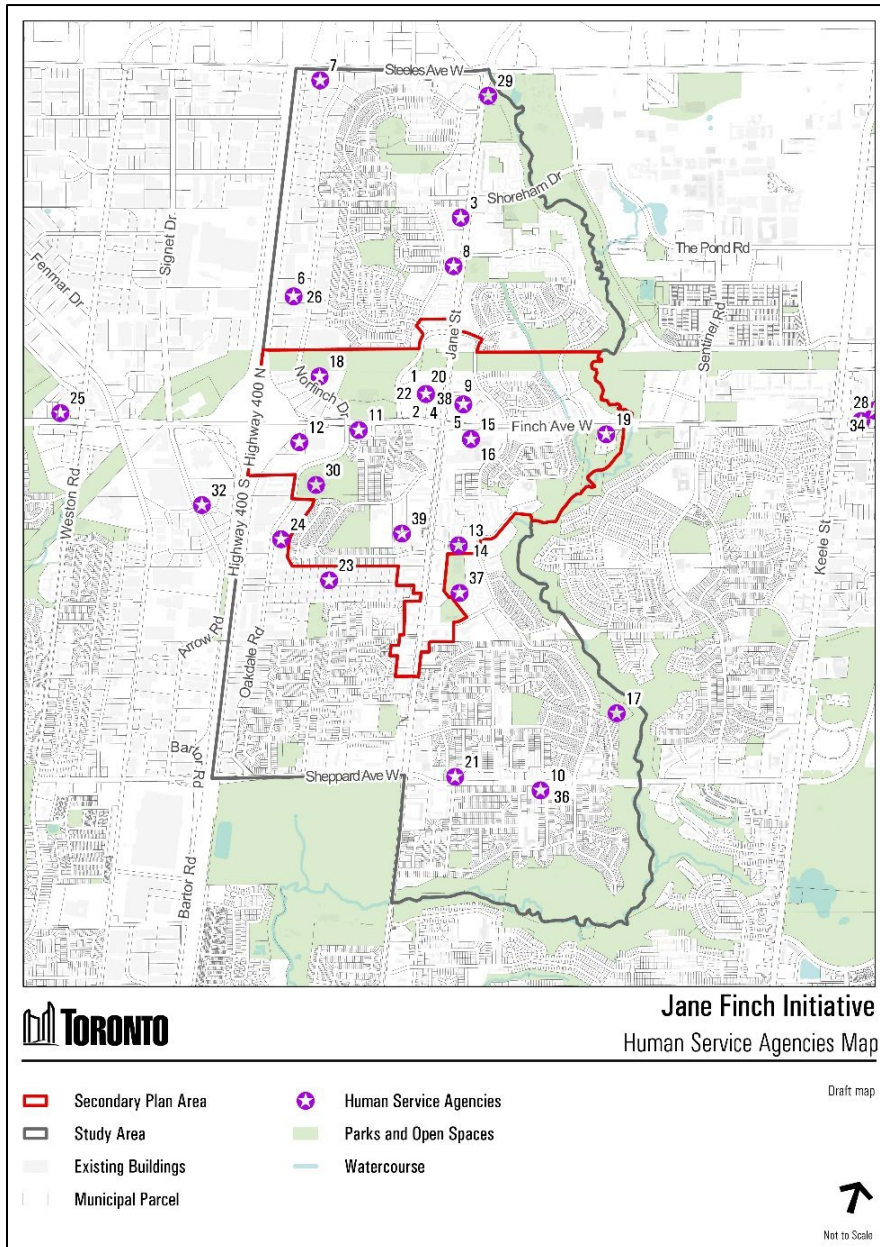 7
Steeles Ave W
29
3
Shoreham Dr
8
The Pond Rd
Signet Dr
Fenmar Dr
6
26
Jane St
Sentinel Rd
18
Norfinch Dr
1
20
22
38
9
2
4
25
Highway 400 N
12
11
5
15
16
Finch Ave W
19
28
34
30
32
Weston Rd
Highway 400 S
24
39
13
14
23
37
Keele St
Arrow Rd
Oakdale Rd
17
Bartor Rd
Sheppard Ave W
21
10
36
Bartor Rd
TORONTO
Jane Finch Initiative
Human Service Agencies Map
Draft map
Secondary Plan Area
Study Area
Existing Buildings
Municipal Parcel
Human Service Agencies
Parks and Open Spaces
Watercourse
Not to Scale